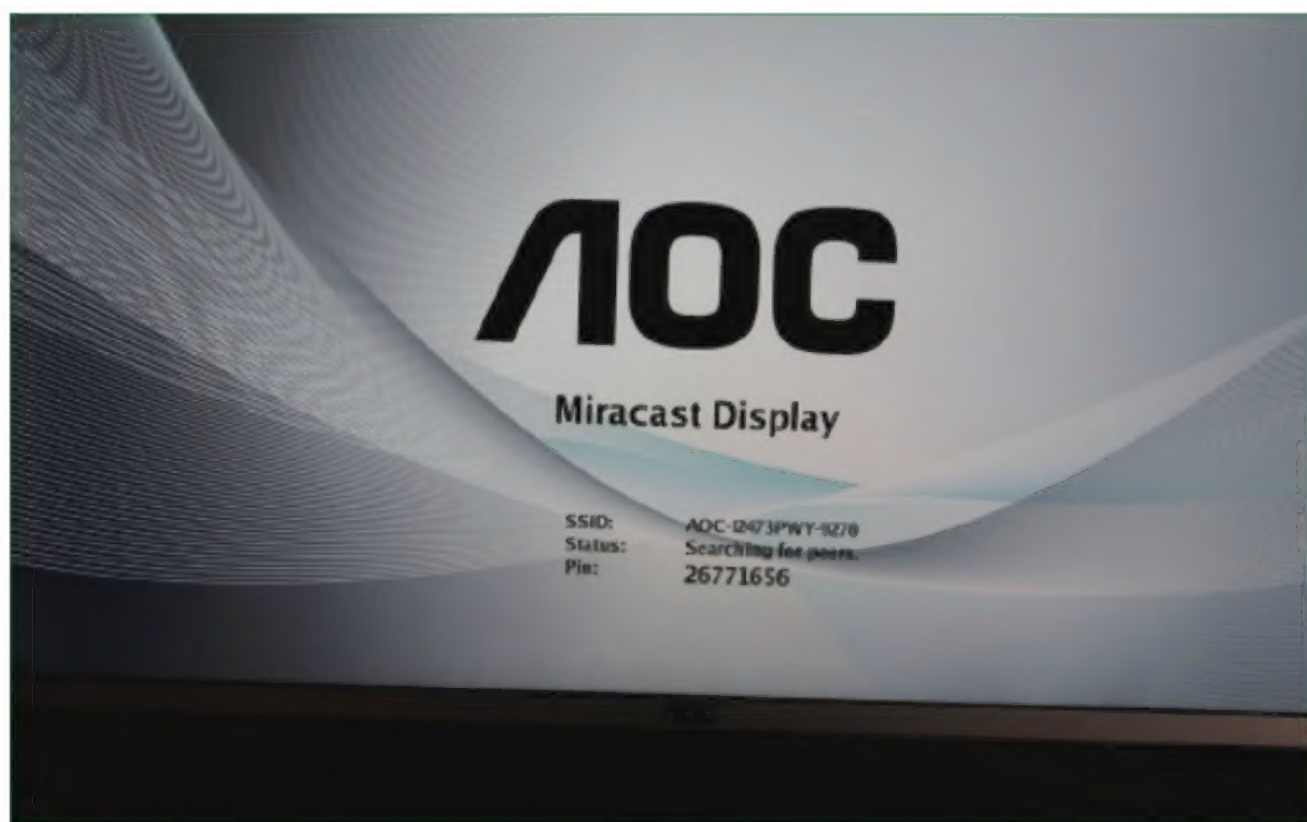 AOC
Miracast Display
SSID: AOC-I2473PWY-9270
Status: Searching for peers.
Pin: 26771656